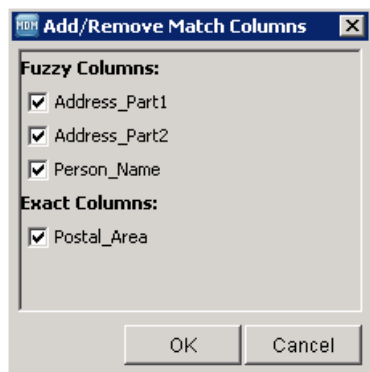 MDM Add/Remove Match Columns
Fuzzy Columns:
Address_Part1
Address_Part2
Person_Name
Exact Columns:
Postal_Area
OK Cancel